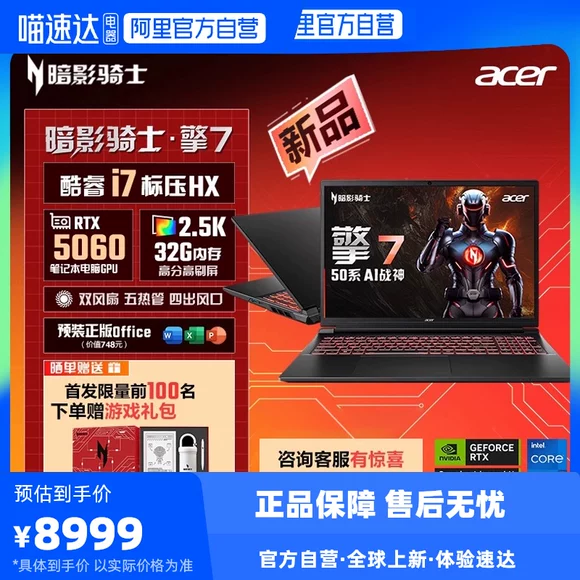 喵速达 电器 阿里官方自营 里官方自营
暗影骑士
acer
新品
暗影骑士·擎7
酷睿 i7 标压HX
RTX
5060
笔记本电脑GPU
2.5K
32G内存
高分高刷屏
双风扇 五热管 四出风口
预装正版Office
(价值748元)
W X P
晒单赠送
首发限量前100名
下单赠游戏礼包
暗影骑士
acer
擎 7
50系 AI战神
acer
咨询客服有惊喜
NVIDIA
GEFORCE
RTX
intel
CORE
预估到手价
¥8999
*具体到手价 以实际价格为准
正品保障 售后无忧
官方自营·全球上新·体验速达